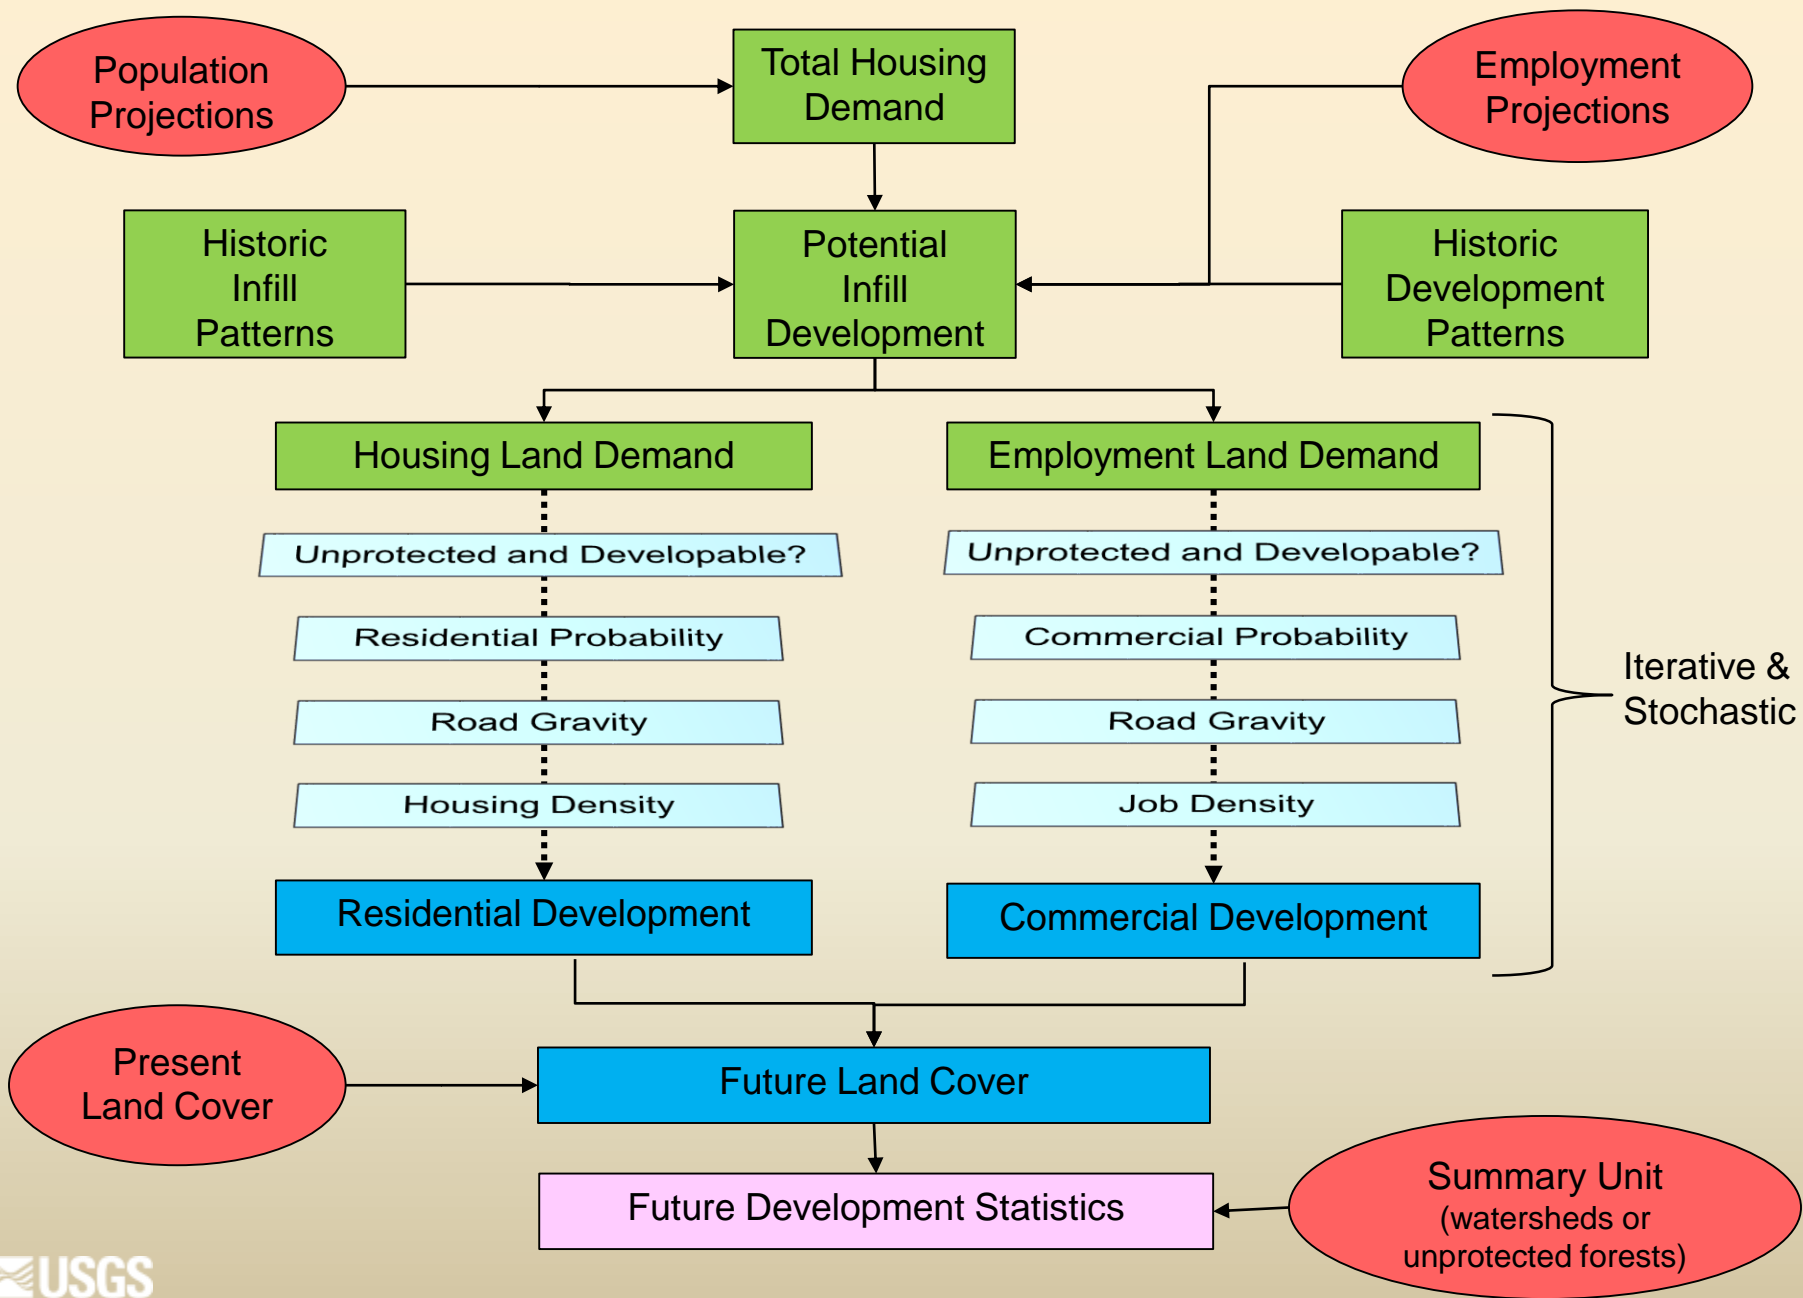 Population
Projections
Total Housing
Demand
Employment
Projections
Historic
Infill
Patterns
Potential
Infill
Development
Historic
Development
Patterns
Housing Land Demand
Employment Land Demand
Unprotected and Developable?
Unprotected and Developable?
Residential Probability
Commercial Probability
Road Gravity
Road Gravity
Housing Density
Job Density
Iterative &
Stochastic
Residential Development
Commercial Development
Present
Land Cover
Future Land Cover
Future Development Statistics
Summary Unit
(watersheds or
unprotected forests)
USGS